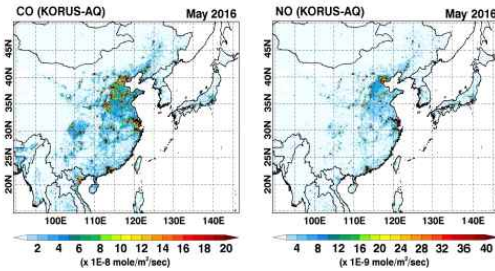 CO (KORUS-AQ) May 2016
45N
40N
35N
30N
25N
20N
100E 110E 120E 130E 140E
2 4 6 8 10 12 14 16 18 20
(x 1E-8 mole/m²/sec)
NO (KORUS-AQ) May 2016
45N
40N
35N
30N
25N
20N
100E 110E 120E 130E 140E
4 8 12 16 20 24 28 32 36 40
(x 1E-9 mole/m²/sec)